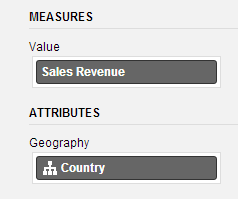 MEASURES
Value
Sales Revenue
ATTRIBUTES
Geography
Country